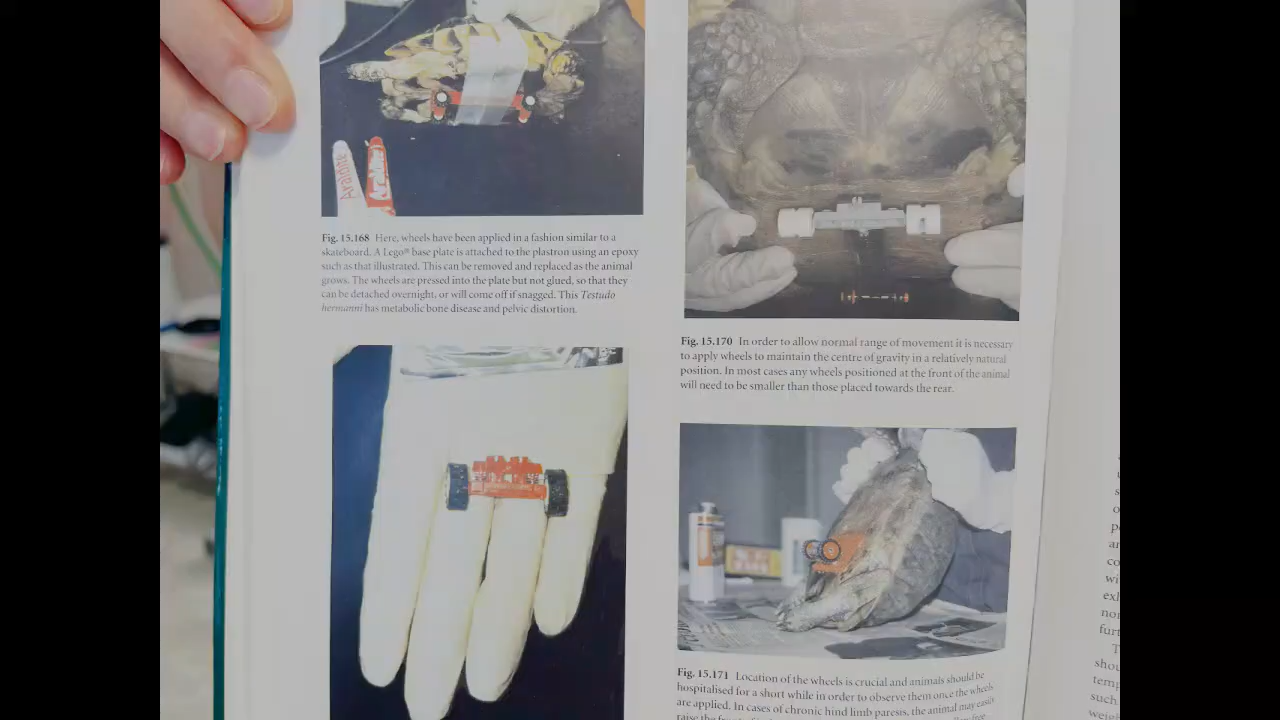 Araldite
Araldite
Fig. 15.168 Here, wheels have been applied in a fashion similar to a
skateboard. A Lego® base plate is attached to the plastron using an epoxy
such as that illustrated. This can be removed and replaced as the animal
grows. The wheels are pressed into the plate but not glued, so that they
can be detached overnight, or will come off if snagged. This Testudo
hermanni has metabolic bone disease and pelvic distortion.
Fig. 15.170 In order to allow normal range of movement it is necessary
to apply wheels to maintain the centre of gravity in a relatively natural
position. In most cases any wheels positioned at the front of the animal
will need to be smaller than those placed towards the rear.
Fig. 15.171 Location of the wheels is crucial and animals should be
hospitalised for a short while in order to observe them once the wheels
are applied. In cases of chronic hind limb paresis, the animal may easily
raise the